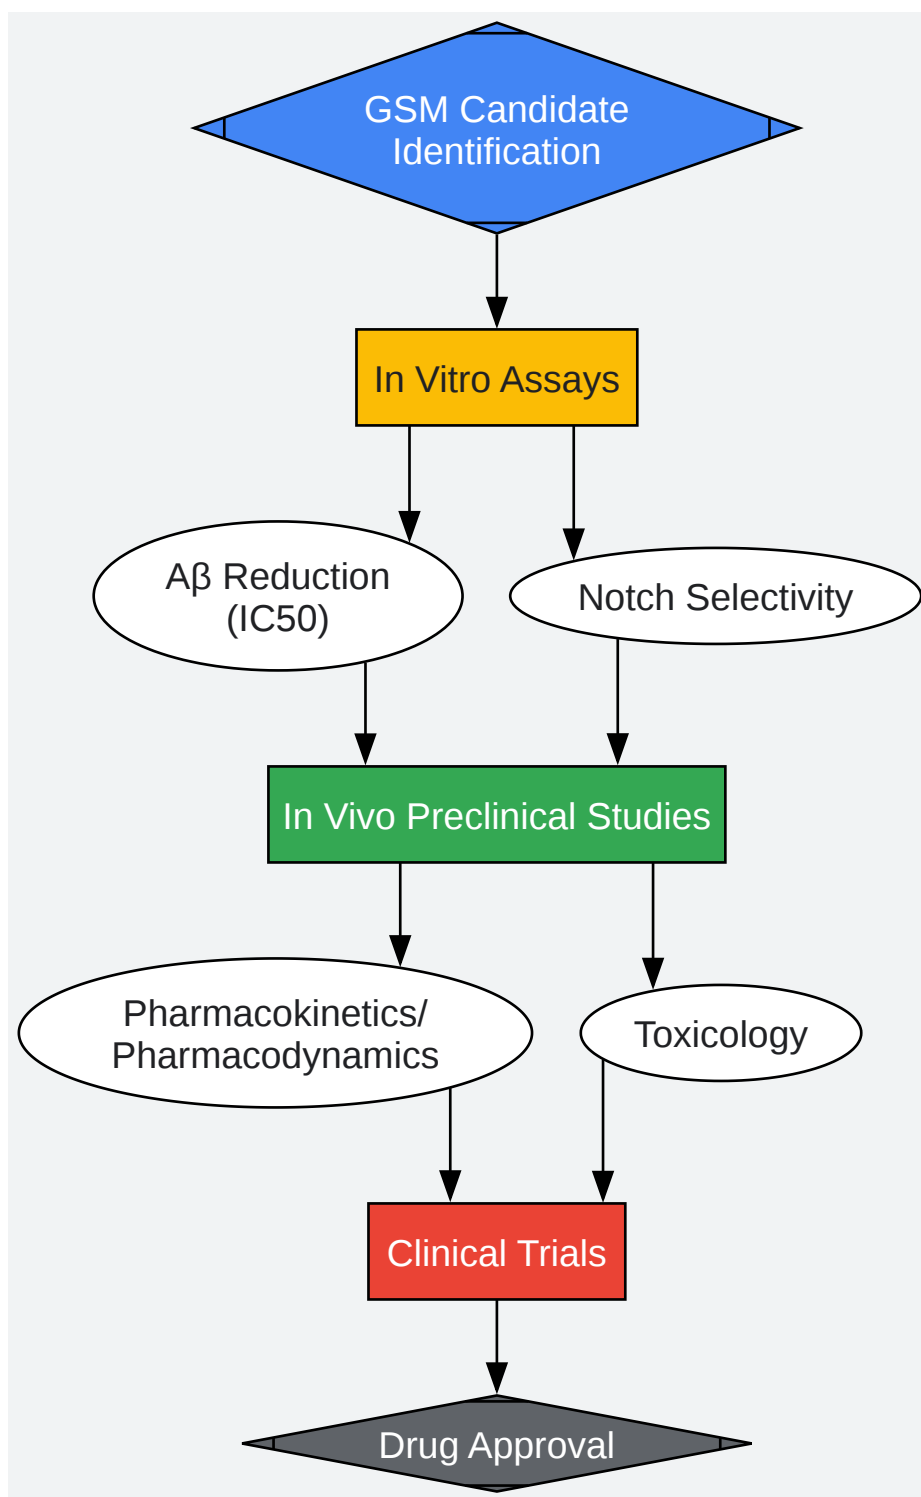 GSM Candidate
Identification
In Vitro Assays
Aβ Reduction
(IC50)
Notch Selectivity
In Vivo Preclinical Studies
Pharmacokinetics/
Pharmacodynamics
Toxicology
Clinical Trials
Drug Approval